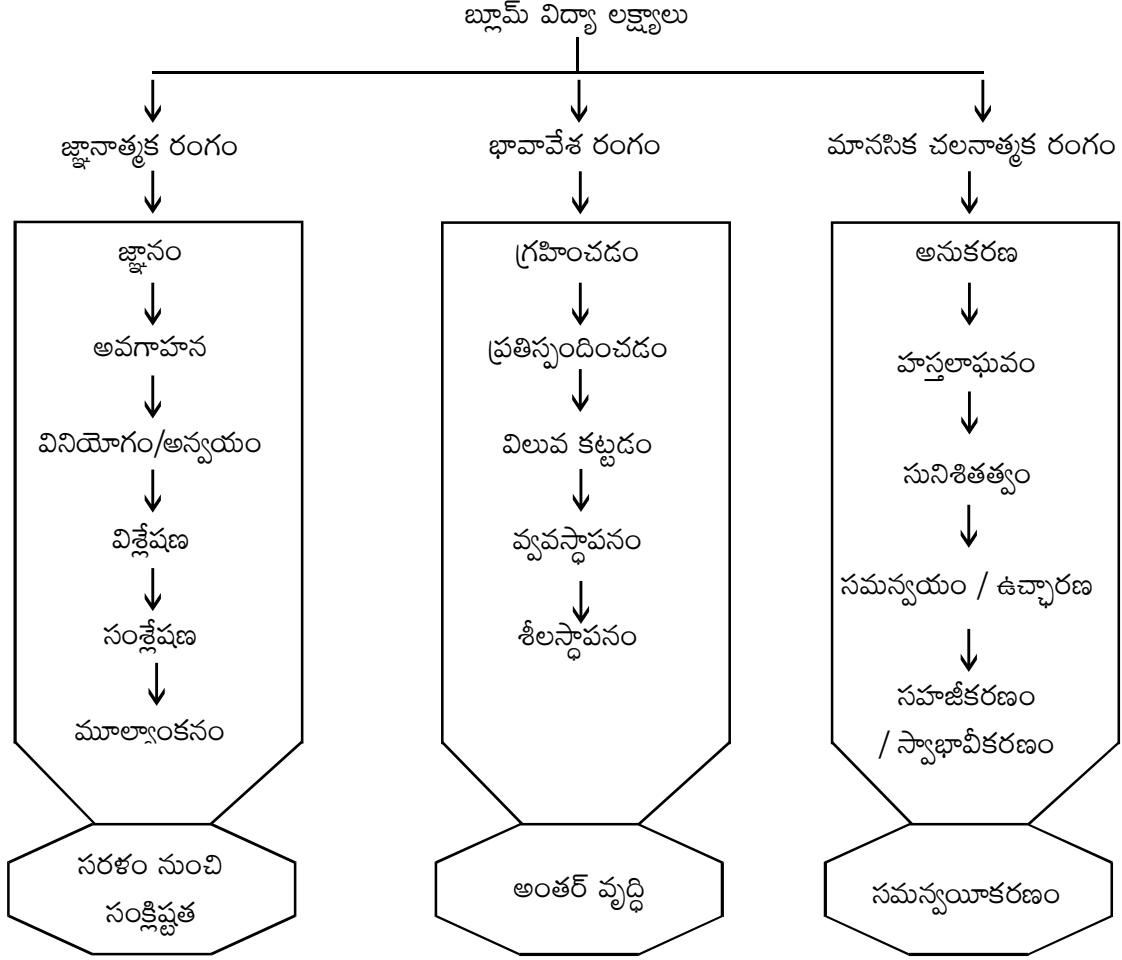 బ్లూమ్ విద్యా లక్ష్యాలు
జ్ఞానాత్మక రంగం
జ్ఞానం
అవగాహన
వినియోగం/అన్వయం
విశ్లేషణ
సంశ్లేషణ
మూల్యాంకనం
సరళం నుంచి
సంక్లిష్టత
భావావేశ రంగం
గ్రహించడం
ప్రతిస్పందించడం
విలువ కట్టడం
వ్వవస్థాపనం
శీలస్థాపనం
అంతర్ వృద్ధి
మానసిక చలనాత్మక రంగం
అనుకరణ
హస్తలాఘవం
సునిశితత్వం
సమన్వయం / ఉచ్ఛారణ
సహజీకరణం
/ స్వాభావీకరణం
సమన్వయీకరణం